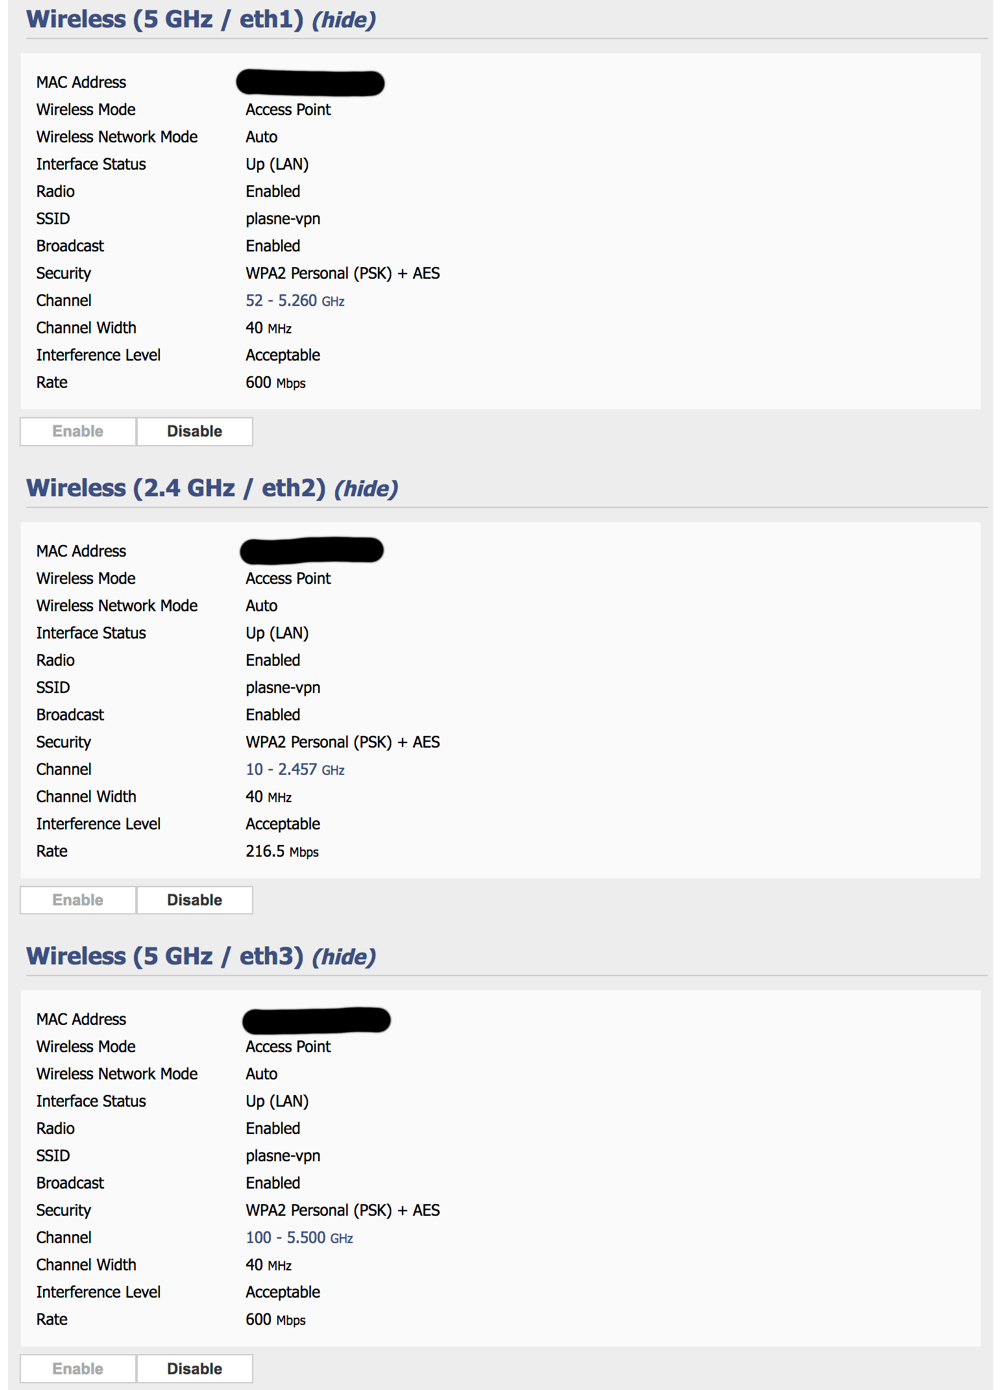 Wireless (5 GHz / eth1) (hide)
MAC Address
Wireless Mode Access Point
Wireless Network Mode Auto
Interface Status Up (LAN)
Radio Enabled
SSID plasne-vpn
Broadcast Enabled
Security WPA2 Personal (PSK) + AES
Channel 52 - 5.260 GHz
Channel Width 40 MHz
Interference Level Acceptable
Rate 600 Mbps
Enable Disable
Wireless (2.4 GHz / eth2) (hide)
MAC Address
Wireless Mode Access Point
Wireless Network Mode Auto
Interface Status Up (LAN)
Radio Enabled
SSID plasne-vpn
Broadcast Enabled
Security WPA2 Personal (PSK) + AES
Channel 10 - 2.457 GHz
Channel Width 40 MHz
Interference Level Acceptable
Rate 216.5 Mbps
Enable Disable
Wireless (5 GHz / eth3) (hide)
MAC Address
Wireless Mode Access Point
Wireless Network Mode Auto
Interface Status Up (LAN)
Radio Enabled
SSID plasne-vpn
Broadcast Enabled
Security WPA2 Personal (PSK) + AES
Channel 100 - 5.500 GHz
Channel Width 40 MHz
Interference Level Acceptable
Rate 600 Mbps
Enable Disable